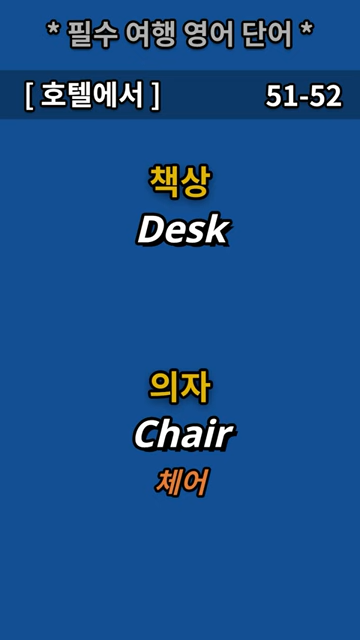 * 필수 여행 영어 단어 *
[ 호텔에서 ] 51-52
책상
Desk
의자
Chair
체어